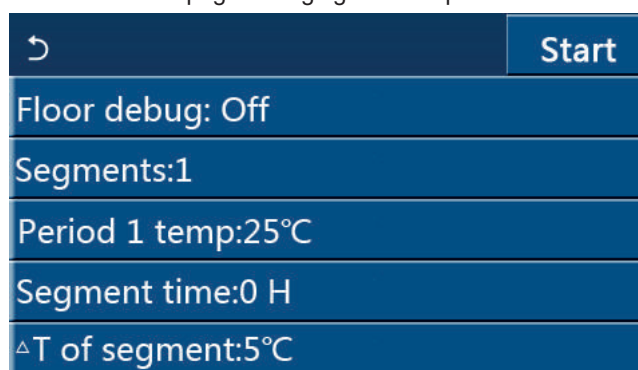 Start
Floor debug: Off
Segments:1
Period 1 temp:25℃
Segment time:0 H
△T of segment:5℃